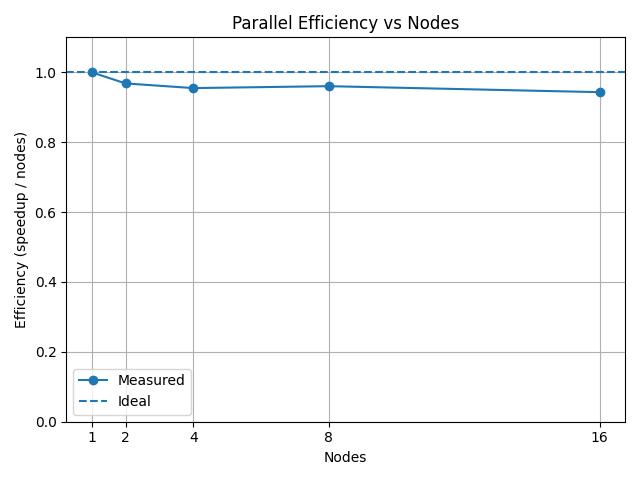 Parallel Efficiency vs Nodes
Efficiency (speedup / nodes)
1.0
0.8
0.6
0.4
0.2
0.0
Measured
Ideal
1 2 4 8 16
Nodes